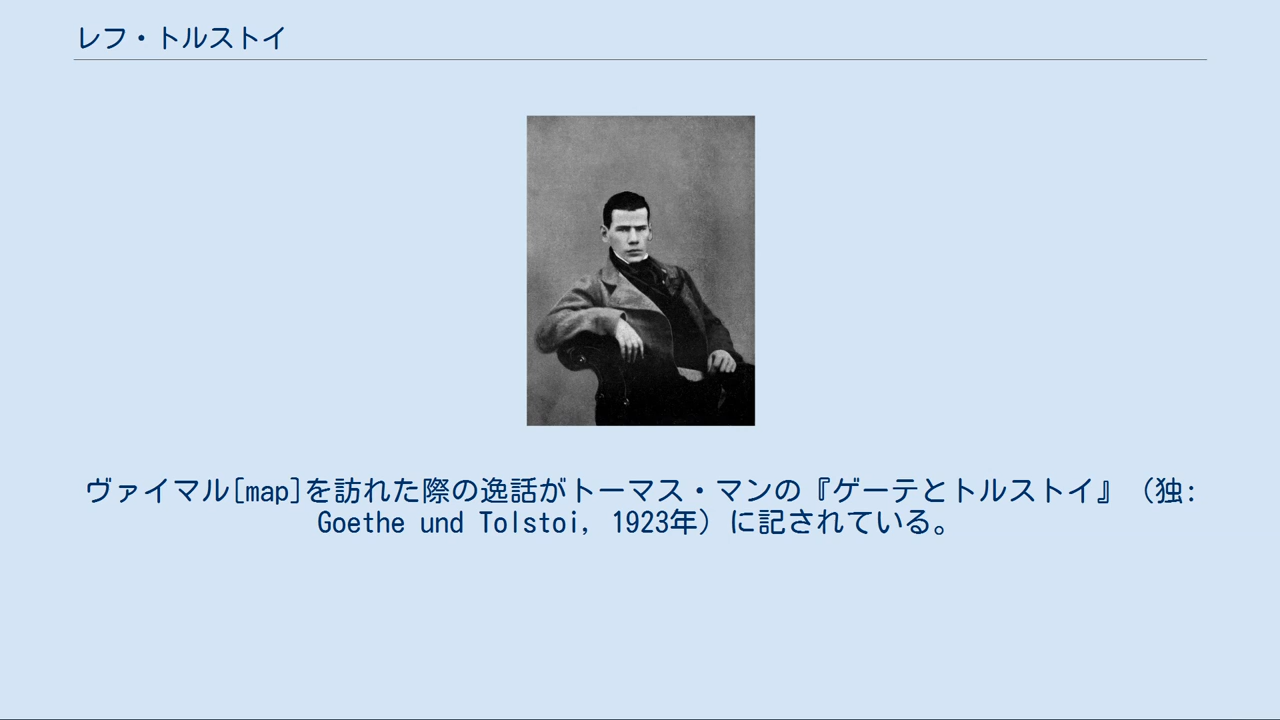 レフ・トルストイ
ヴァイマル[map]を訪れた際の逸話がトーマス・マンの『ゲーテとトルストイ』（独:
Goethe und Tolstoi, 1923年）に記されている。